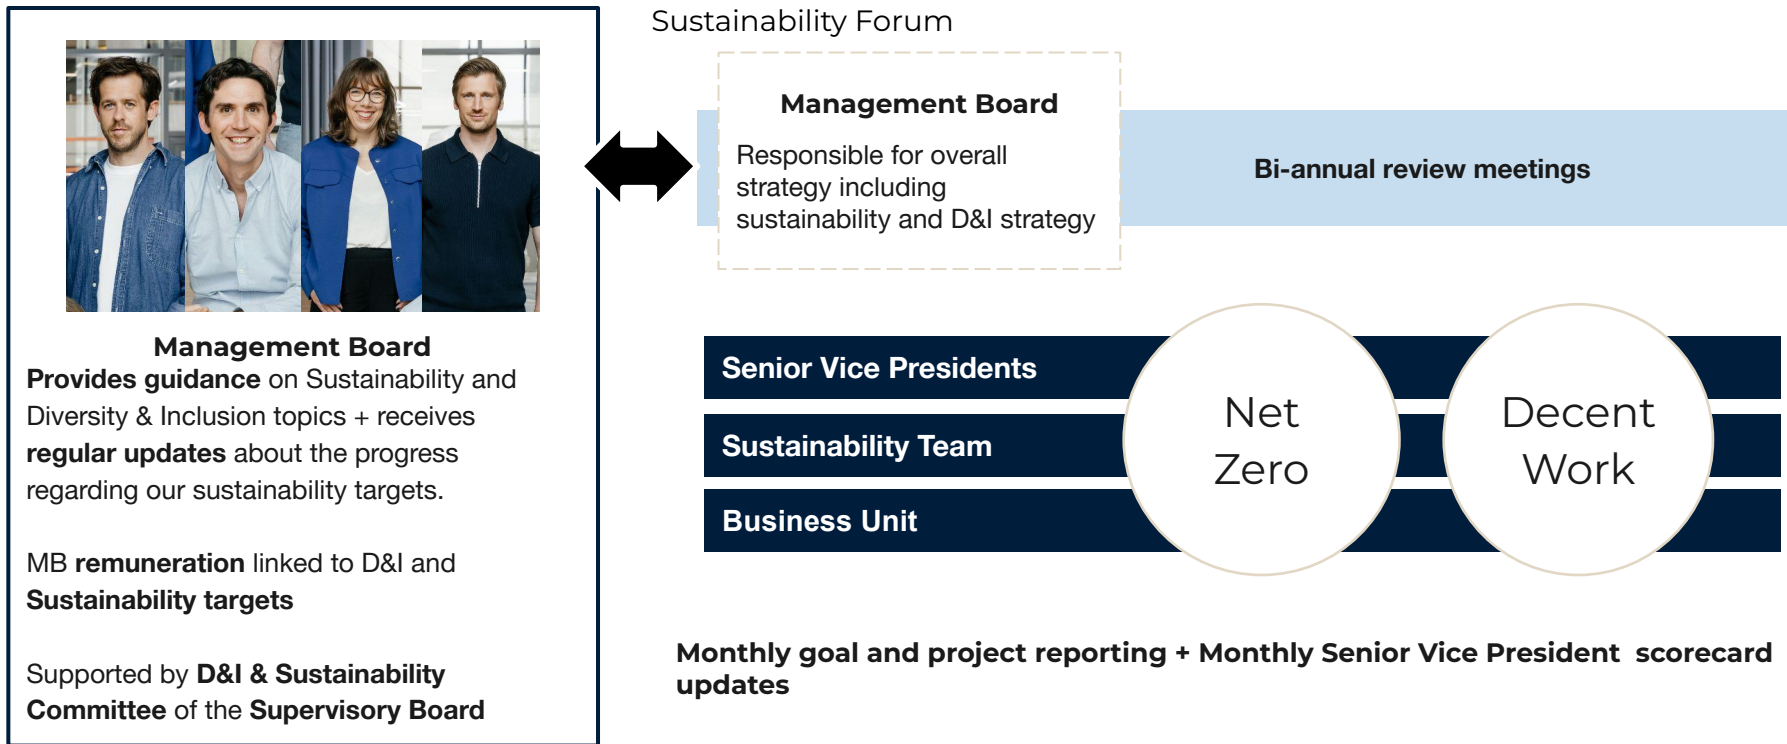 Management Board
Provides guidance on Sustainability and
Diversity & Inclusion topics + receives
regular updates about the progress
regarding our sustainability targets.
MB remuneration linked to D&I and
Sustainability targets
Supported by D&I & Sustainability
Committee of the Supervisory Board
Sustainability Forum
Management Board
Responsible for overall
strategy including
sustainability and D&I strategy
Bi-annual review meetings
Senior Vice Presidents
Sustainability Team
Business Unit
Net
Zero
Decent
Work
Monthly goal and project reporting + Monthly Senior Vice President scorecard
updates